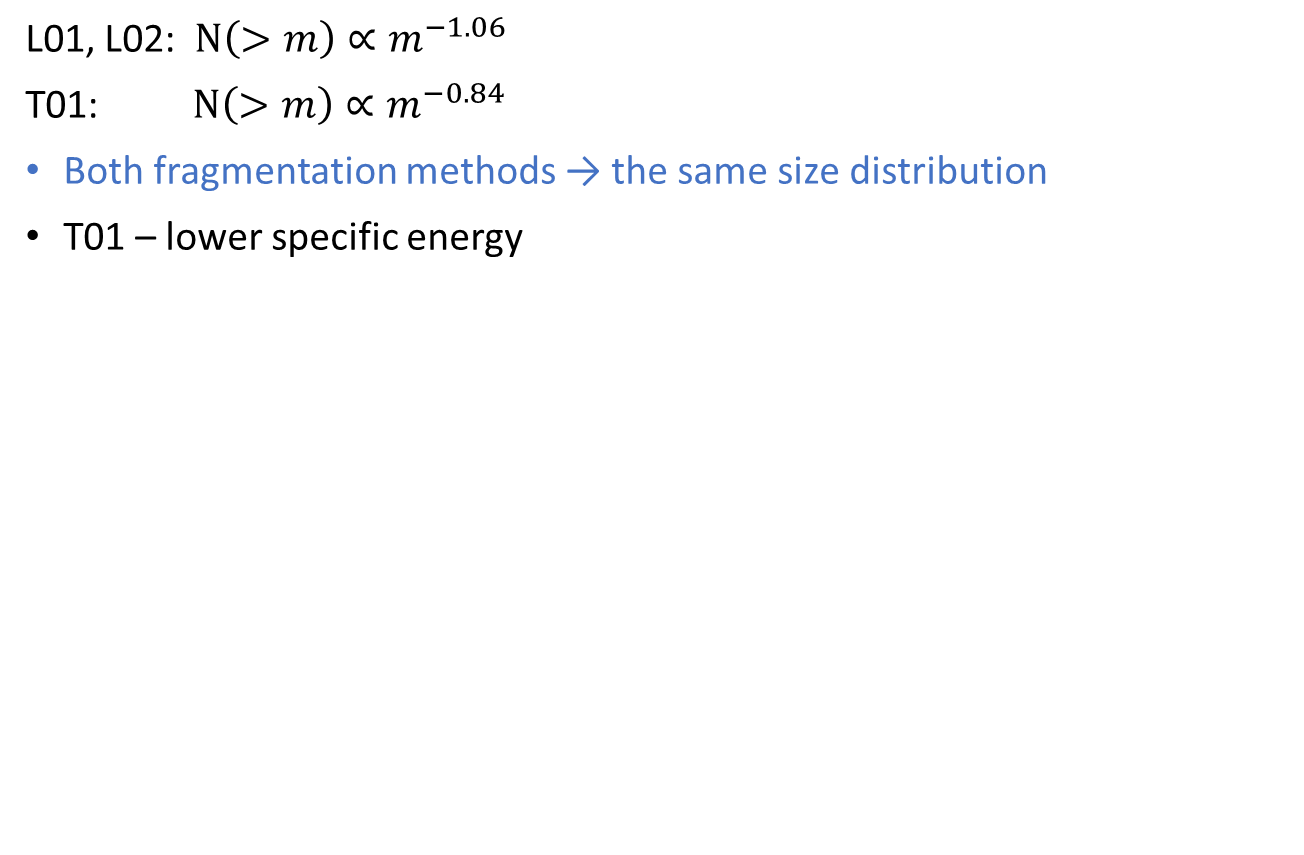 L01, L02: N(> m) ∝ m^−1.06
T01: N(> m) ∝ m^−0.84
• Both fragmentation methods → the same size distribution
• T01 – lower specific energy